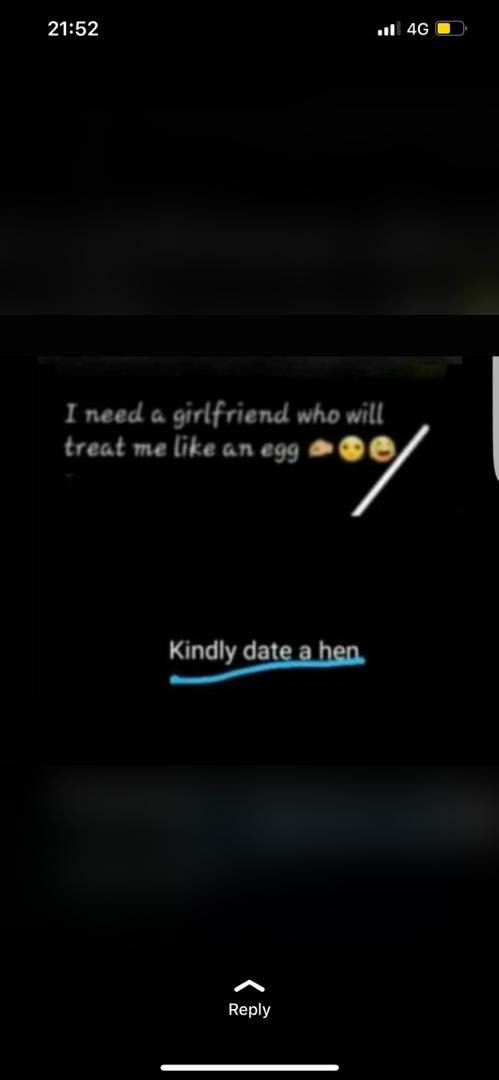 21:52
4G
I need a girlfriend who will
treat me like an egg 🤌😶😅
Kindly date a hen
Reply